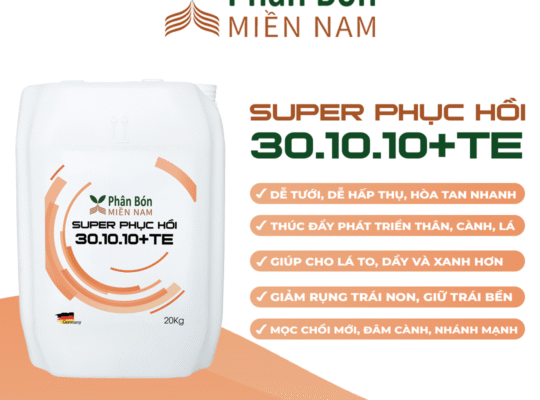 Phân Bón
MIỀN NAM
SUPER PHỤC HỒI
30.10.10+TE
DỄ TƯỚI, DỄ HẤP THỤ, HÒA TAN NHANH
THÚC ĐẨY PHÁT TRIỂN THÂN, CÀNH, LÁ
GIÚP CHO LÁ TO, DẦY VÀ XANH HƠN
GIẢM RỤNG TRÁI NON, GIỮ TRÁI BỀN
MỌC CHỒI MỚI, ĐÂM CÀNH, NHÁNH MẠNH
Phân Bón
MIỀN NAM
SUPER PHỤC HỒI
30.10.10+TE
Germany
20Kg